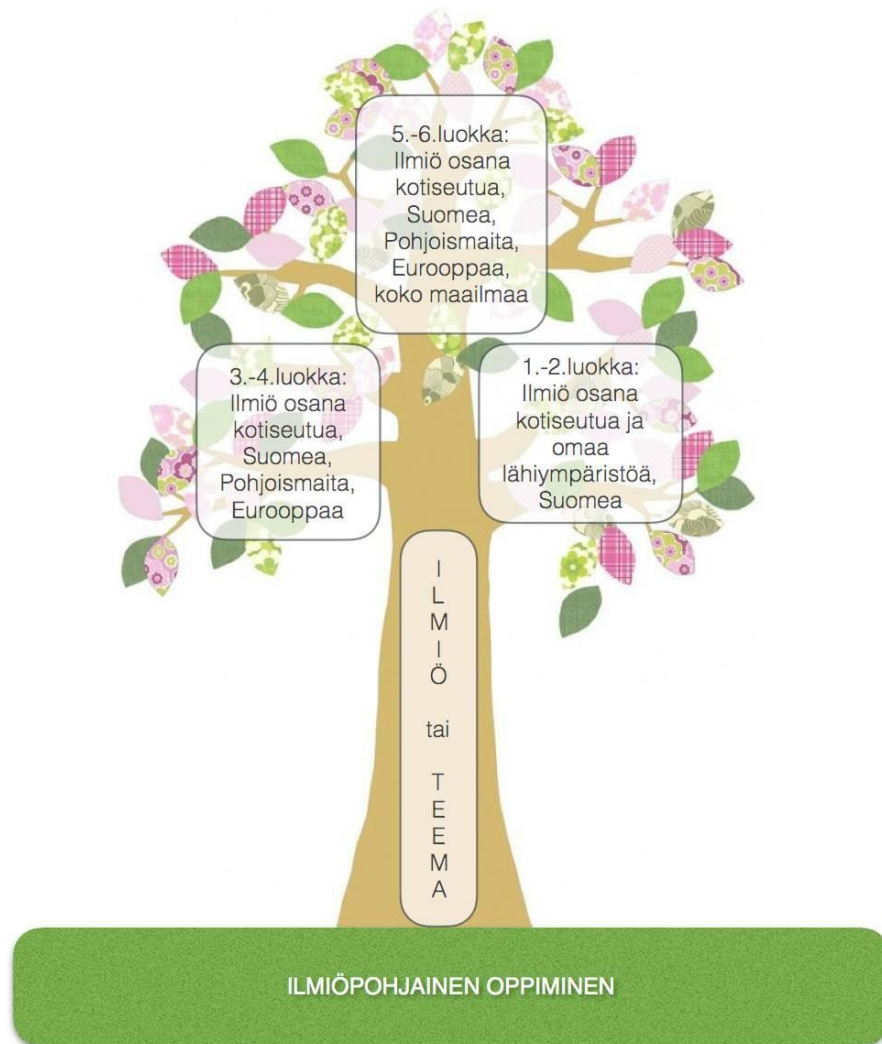 5.-6.luokka:
Ilmiö osana
kotiseutua,
Suomea,
Pohjoismaita,
Eurooppaa,
koko maailmaa
3.-4.luokka:
Ilmiö osana
kotiseutua,
Suomea,
Pohjoismaita,
Eurooppaa
1.-2.luokka:
Ilmiö osana
kotiseutua ja
omaa
lähiympäristöä,
Suomea
I
L
M
I
Ö
tai
T
E
E
M
A
ILMIÖPOHJAINEN OPPIMINEN